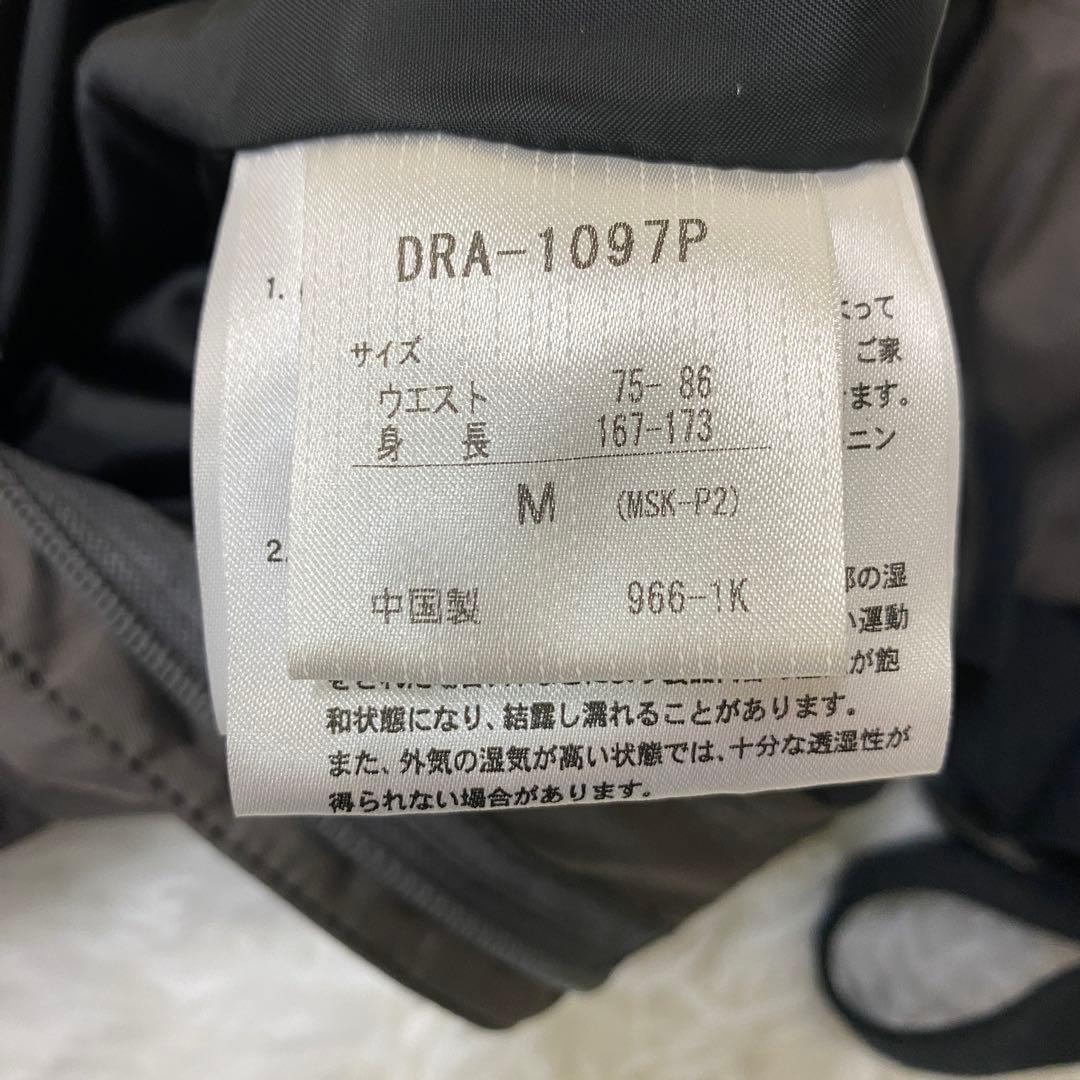 DRA-1097P
サイズ
ウエスト 75-86
身 長 167-173
M (MSK-P2)
中国製 966-1K
1.
って
ご家
ます。
ニン
2.
の湿
運動
が飽
和状態になり、結露し濡れることがあります。
また、外気の湿気が高い状態では、十分な透湿性が
得られない場合があります。